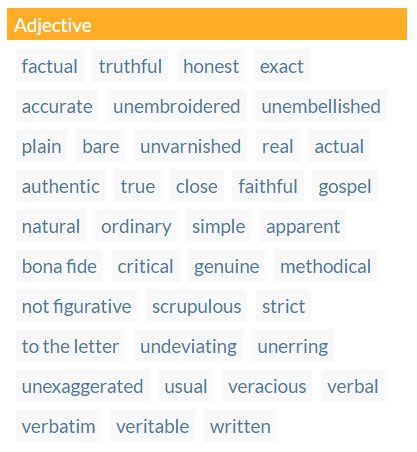 Adjective
factual truthful honest exact
accurate unembroidered unembellished
plain bare unvarnished real actual
authentic true close faithful gospel
natural ordinary simple apparent
bona fide critical genuine methodical
not figurative scrupulous strict
to the letter undeviating unerring
unexaggerated usual veracious verbal
verbatim veritable written